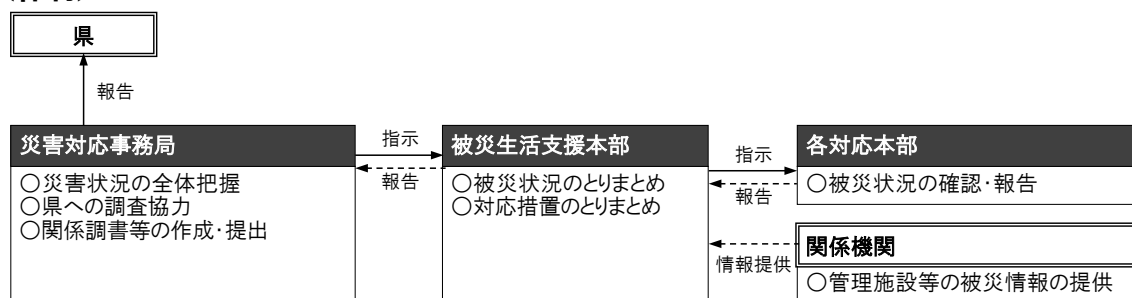 県
報告
災害対応事務局
○災害状況の全体把握
○県への調査協力
○関係調書等の作成・提出
指示
報告
被災生活支援本部
○被災状況のとりまとめ
○対応措置のとりまとめ
指示
報告
各対応本部
○被災状況の確認・報告
情報提供
関係機関
○管理施設等の被災情報の提供